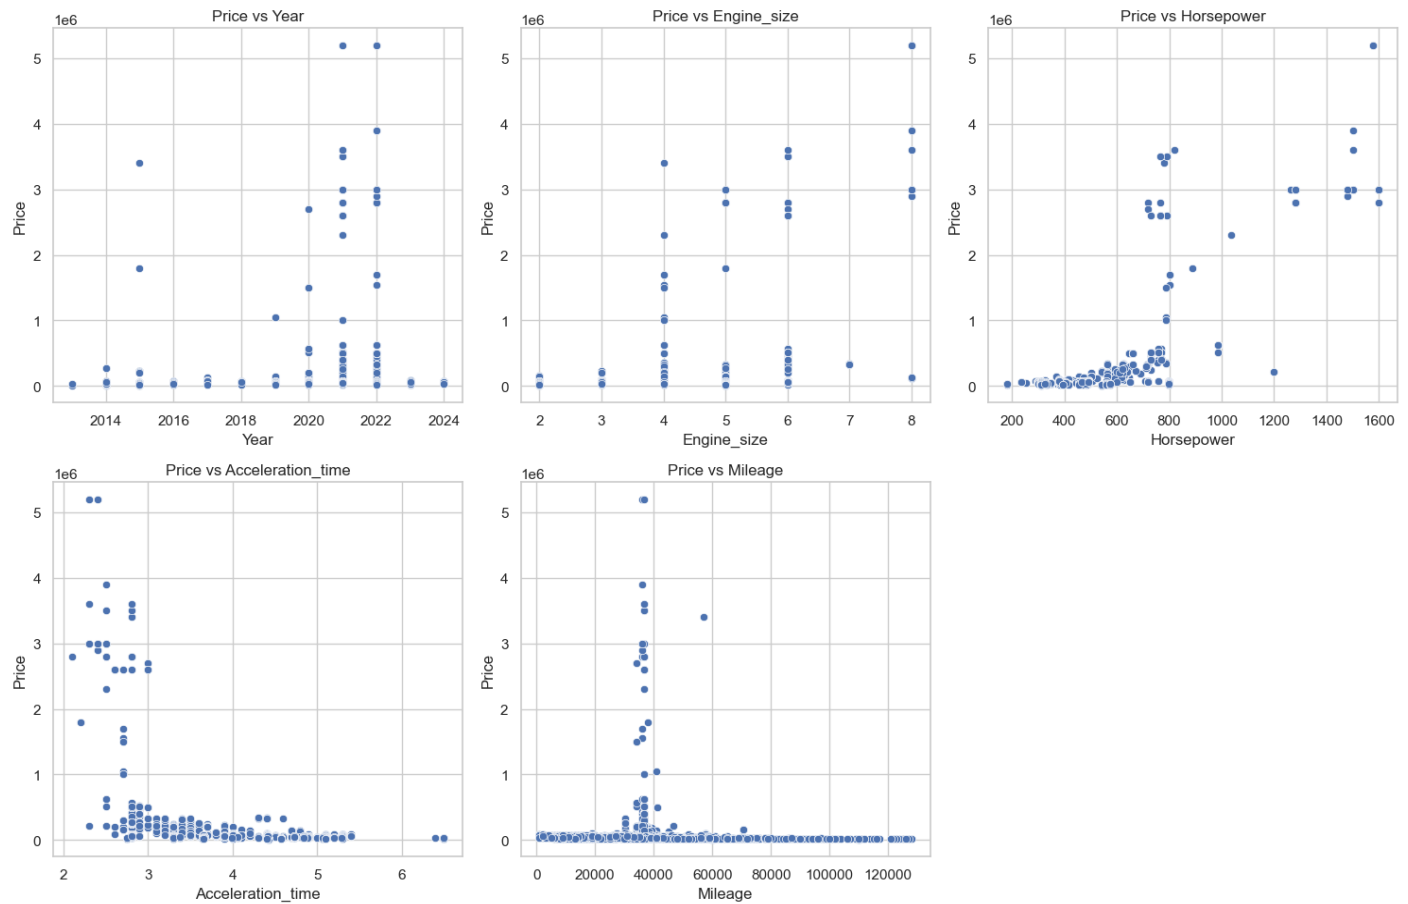 Price vs Year
1e6
Price
5
4
3
2
1
0
2014 2016 2018 2020 2022 2024
Year
Price vs Engine_size
1e6
Price
5
4
3
2
1
0
2 3 4 5 6 7 8
Engine_size
Price vs Horsepower
1e6
Price
5
4
3
2
1
0
200 400 600 800 1000 1200 1400 1600
Horsepower
Price vs Acceleration_time
1e6
Price
5
4
3
2
1
0
2 3 4 5 6
Acceleration_time
Price vs Mileage
1e6
Price
5
4
3
2
1
0
0 20000 40000 60000 80000 100000 120000
Mileage